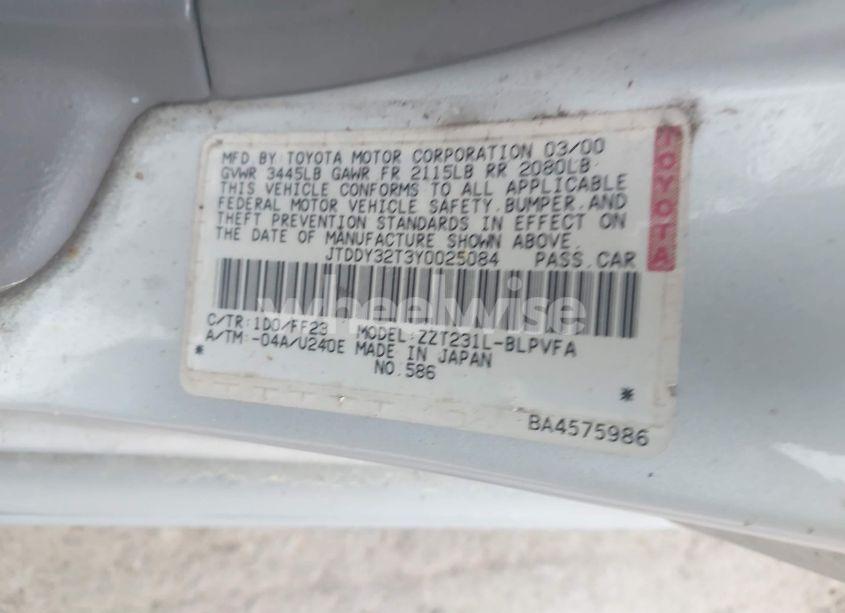 MFD BY TOYOTA MOTOR CORPORATION 03/00
GVWR 3445LB GAWR FR 2115LB RR 2080LB
THIS VEHICLE CONFORMS TO ALL APPLICABLE
FEDERAL MOTOR VEHICLE SAFETY, BUMPER, AND
THEFT PREVENTION STANDARDS IN EFFECT ON
THE DATE OF MANUFACTURE SHOWN ABOVE.
JTDDY32T3Y0025084 PASS.CAR
TOYOTA
wheelwise
C/TR:1D0/FF23 MODEL:ZZT231L-BLPVFA
A/TM:-04A/U240E MADE IN JAPAN
* NO.586 *
BA4575986
wheelwise